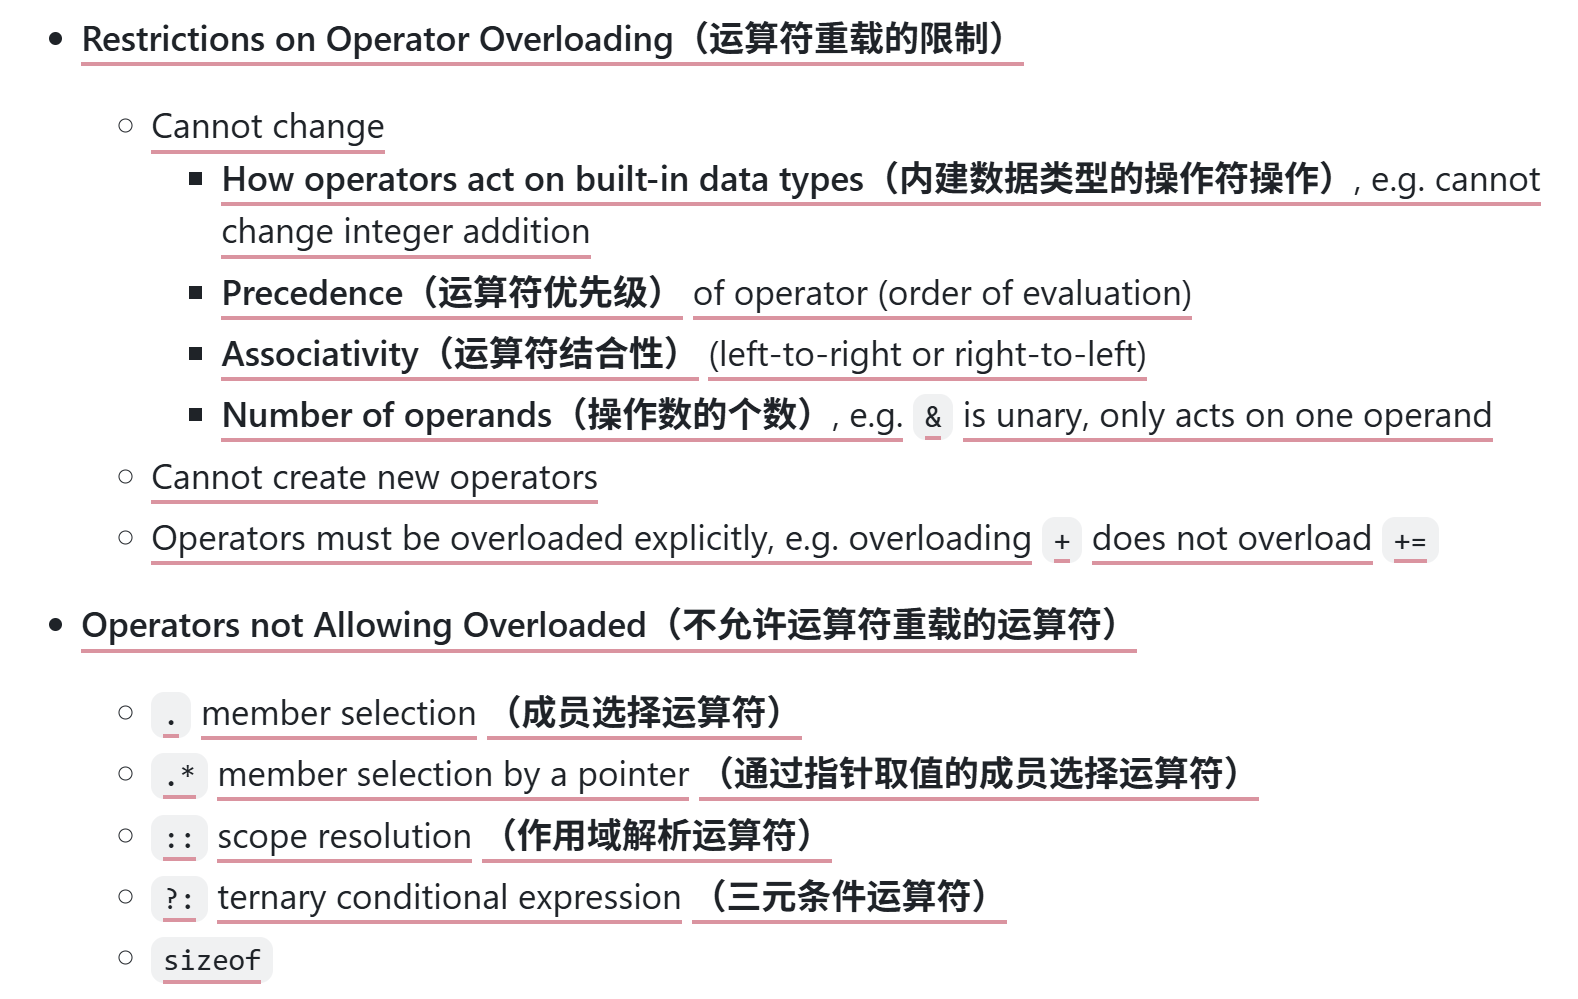 Restrictions on Operator Overloading（运算符重载的限制）
Cannot change
How operators act on built-in data types（内建数据类型的操作符操作）, e.g. cannot
change integer addition
Precedence（运算符优先级） of operator (order of evaluation)
Associativity（运算符结合性） (left-to-right or right-to-left)
Number of operands（操作数的个数）, e.g. & is unary, only acts on one operand
Cannot create new operators
Operators must be overloaded explicitly, e.g. overloading + does not overload +=
Operators not Allowing Overloaded（不允许运算符重载的运算符）
. member selection （成员选择运算符）
.* member selection by a pointer （通过指针取值的成员选择运算符）
:: scope resolution （作用域解析运算符）
?: ternary conditional expression （三元条件运算符）
sizeof